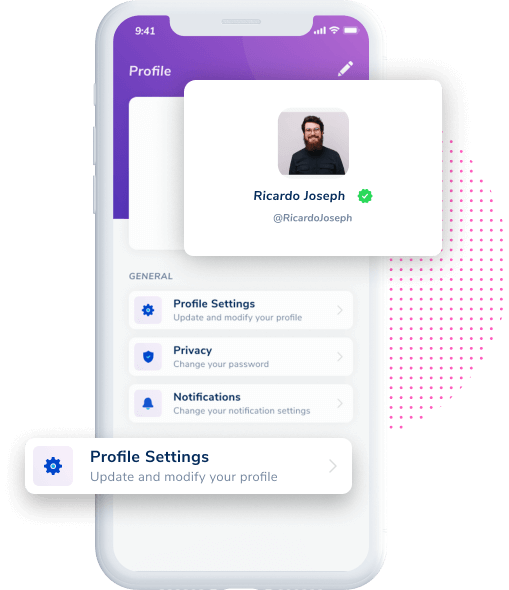 9:41
Profile
Ricardo Joseph
@RicardoJoseph
GENERAL
Profile Settings
Update and modify your profile
Privacy
Change your password
Notifications
Change your notification settings
Profile Settings
Update and modify your profile